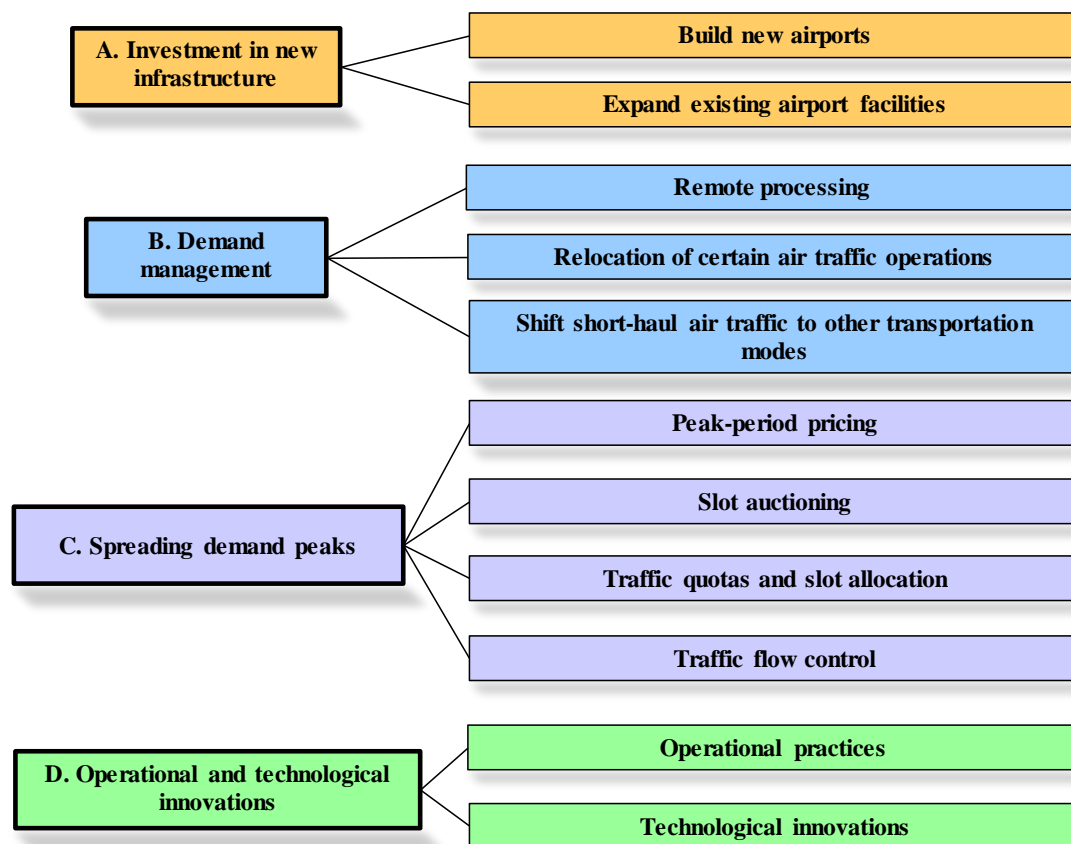 A. Investment in new
infrastructure
Build new airports
Expand existing airport facilities
B. Demand
management
Remote processing
Relocation of certain air traffic operations
Shift short-haul air traffic to other transportation
modes
C. Spreading demand peaks
Peak-period pricing
Slot auctioning
Traffic quotas and slot allocation
Traffic flow control
D. Operational and technological
innovations
Operational practices
Technological innovations